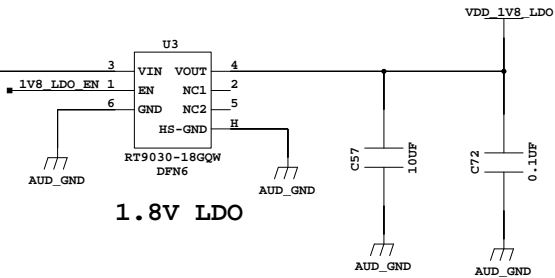 VDD_1V8_LDO
U3
3 VIN VOUT 4
1V8_LDO_EN 1 EN NC1 2
6 GND NC2 5
HS-GND H
RT9030-18GQW
DFN6
AUD_GND
AUD_GND
C57
10UF
C72
0.1UF
1.8V LDO
AUD_GND
AUD_GND